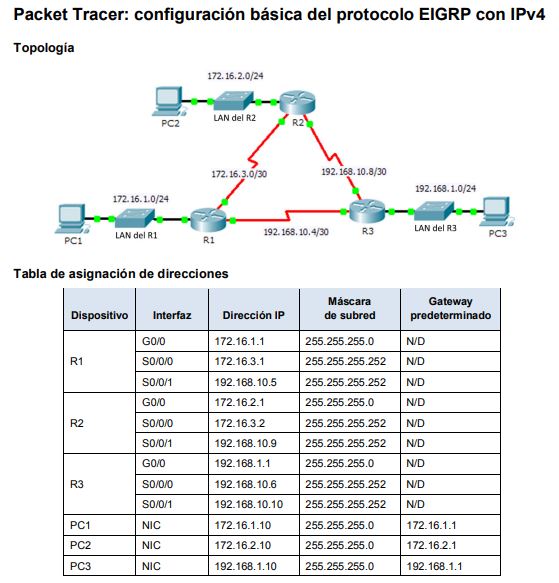 Packet Tracer: configuración básica del protocolo EIGRP con IPv4
Topología
172.16.2.0/24
PC2
LAN del R2
R2
172.16.3.0/30
192.168.10.8/30
172.16.1.0/24
192.168.1.0/24
PC1
LAN del R1
R1
192.168.10.4/30
R3
LAN del R3
PC3
Tabla de asignación de direcciones
Dispositivo Interfaz Dirección IP Máscara de subred Gateway predeterminado
R1 G0/0 172.16.1.1 255.255.255.0 N/D
S0/0/0 172.16.3.1 255.255.255.252 N/D
S0/0/1 192.168.10.5 255.255.255.252 N/D
R2 G0/0 172.16.2.1 255.255.255.0 N/D
S0/0/0 172.16.3.2 255.255.255.252 N/D
S0/0/1 192.168.10.9 255.255.255.252 N/D
R3 G0/0 192.168.1.1 255.255.255.0 N/D
S0/0/0 192.168.10.6 255.255.255.252 N/D
S0/0/1 192.168.10.10 255.255.255.252 N/D
PC1 NIC 172.16.1.10 255.255.255.0 172.16.1.1
PC2 NIC 172.16.2.10 255.255.255.0 172.16.2.1
PC3 NIC 192.168.1.10 255.255.255.0 192.168.1.1